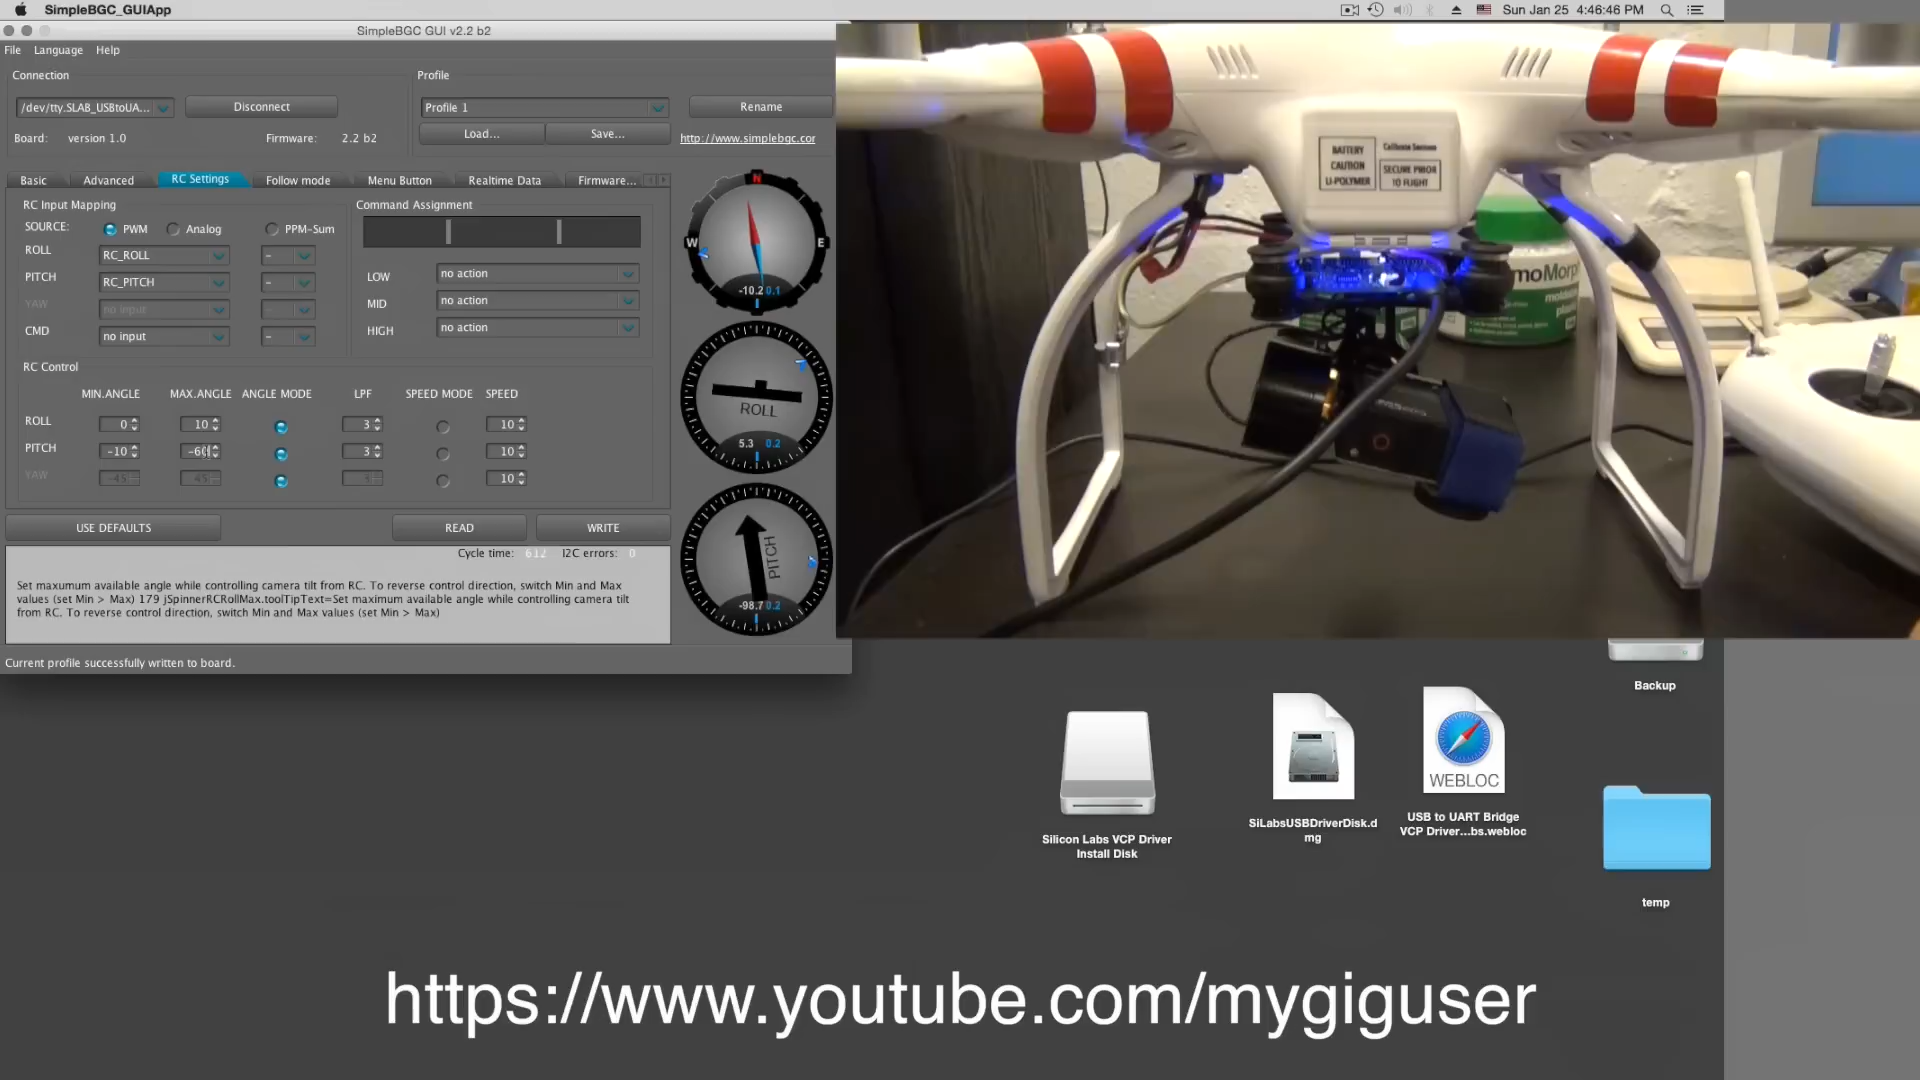 SimpleBGC_GUIApp
Sun Jan 25 4:46:46 PM
SimpleBGC GUI v2.2 b2
File Language Help
Connection
/dev/tty.SLAB_USBtoUA...
Disconnect
Board: version 1.0
Firmware: 2.2 b2
Profile
Profile 1
Rename
Load...
Save...
http://www.simplebgc.cor
Basic
Advanced
RC Settings
Follow mode
Menu Button
Realtime Data
Firmware...
RC Input Mapping
SOURCE: PWM Analog PPM-Sum
ROLL RC_ROLL -
PITCH RC_PITCH -
YAW no input -
CMD no input -
Command Assignment
LOW no action
MID no action
HIGH no action
RC Control
MIN.ANGLE MAX.ANGLE ANGLE MODE LPF SPEED MODE SPEED
ROLL 0 10 3 10
PITCH -10 -60 3 10
YAW -45 45 10
USE DEFAULTS
READ
WRITE
Cycle time: 612 I2C errors: 0
Set maxumum available angle while controlling camera tilt from RC. To reverse control direction, switch Min and Max
values (set Min > Max) 179 jSpinnerRCRollMax.toolTipText=Set maximum available angle while controlling camera tilt
from RC. To reverse control direction, switch Min and Max values (set Min > Max)
Current profile successfully written to board.
N
W
E
-10.2 0.1
ROLL
5.3 0.2
PITCH
-98.7 0.2
BATTERY
CAUTION
LI-POLYMER
SECURE PRIOR
TO FLIGHT
Backup
Silicon Labs VCP Driver
Install Disk
SiLabsUSBDriverDisk.d
mg
WEBLOC
USB to UART Bridge
VCP Driver...bs.webloc
temp
https://www.youtube.com/mygiguser